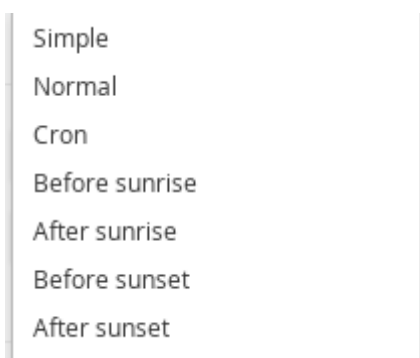 Simple
Normal
Cron
Before sunrise
After sunrise
Before sunset
After sunset